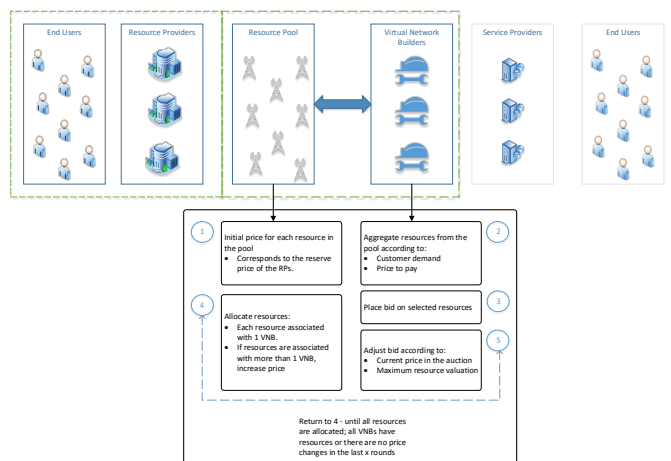 End Users
Resource Providers
Resource Pool
Virtual Network
Builders
Service Providers
End Users
1
Initial price for each resource in
the pool
• Corresponds to the reserve
price of the RPs.
Aggregate resources from the
pool according to:
• Customer demand
• Price to pay
2
Place bid on selected resources
3
4
Allocate resources:
• Each resource associated
with 1 VNB.
• If resources are associated
with more than 1 VNB,
increase price
5
Adjust bid according to:
• Current price in the auction
• Maximum resource valuation
Return to 4 - until all resources
are allocated; all VNBs have
resources or there are no price
changes in the last x rounds